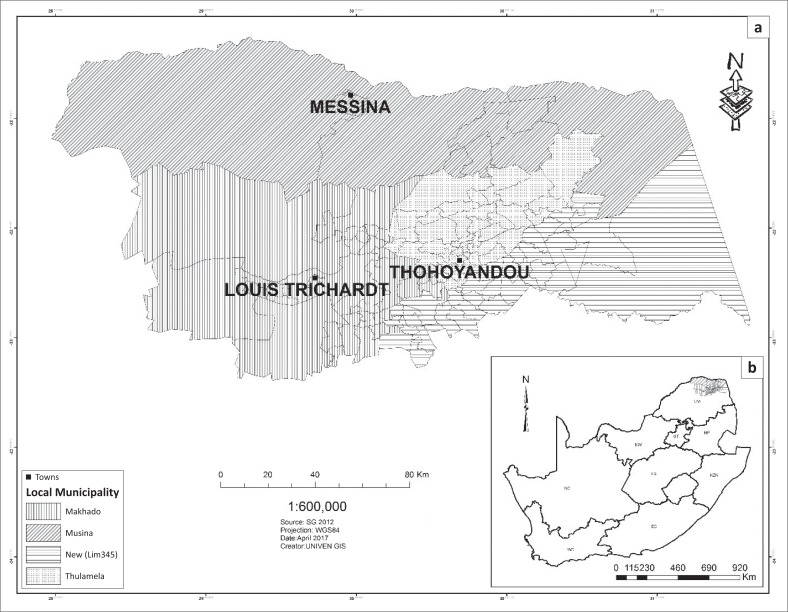 a
N
MESSINA
THOHOYANDOU
LOUIS TRICHARDT
0 20 40 80 Km
1:600,000
Source: SG 2012
Projection: WGS84
Date:April 2017
Creator:UNIVEN GIS
Towns
Local Municipality
Makhado
Musina
New (Lim345)
Thulamela
b
N
LIM
NW
GT
MP
FS
KZN
NC
EC
WC
0 115230 460 690 920
Km